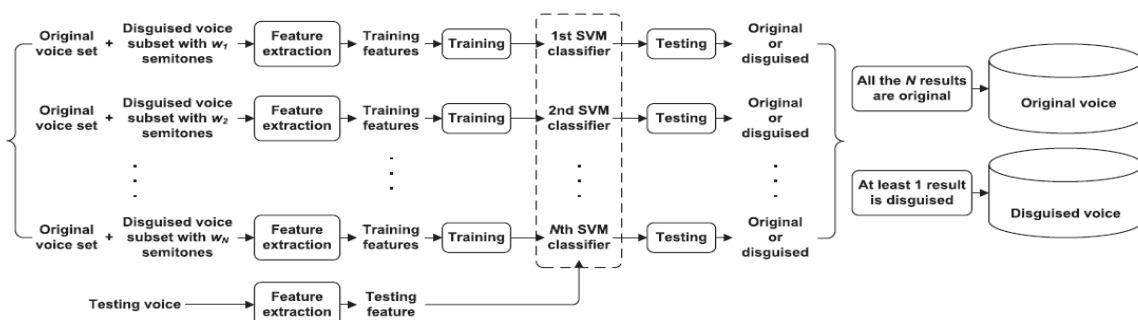 Original
voice set
+
Disguised voice
subset with w1
semitones
Feature
extraction
Training
features
Training
1st SVM
classifier
Testing
Original
or
disguised
Original
voice set
+
Disguised voice
subset with w2
semitones
Feature
extraction
Training
features
Training
2nd SVM
classifier
Testing
Original
or
disguised
Original
voice set
+
Disguised voice
subset with wN
semitones
Feature
extraction
Training
features
Training
Nth SVM
classifier
Testing
Original
or
disguised
Testing voice
Feature
extraction
Testing
feature
All the N results
are original
Original voice
At least 1 result
is disguised
Disguised voice